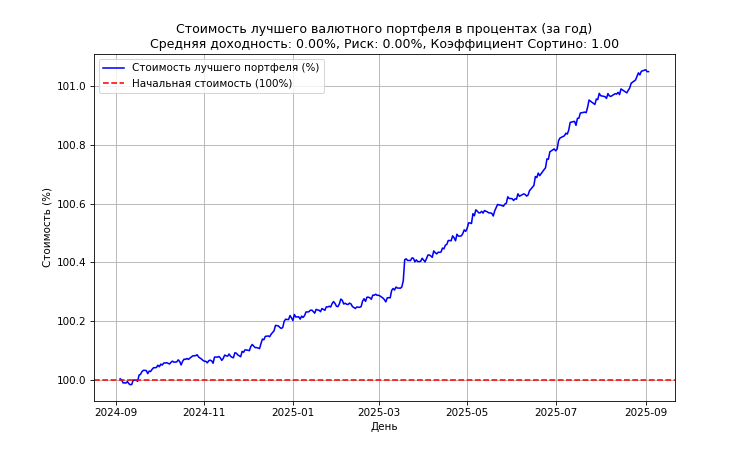 Стоимость лучшего валютного портфеля в процентах (за год)
Средняя доходность: 0.00%, Риск: 0.00%, Коэффициент Сортино: 1.00
Стоимость лучшего портфеля (%)
Начальная стоимость (100%)
Стоимость (%)
101.0
100.8
100.6
100.4
100.2
100.0
2024-09 2024-11 2025-01 2025-03 2025-05 2025-07 2025-09
День